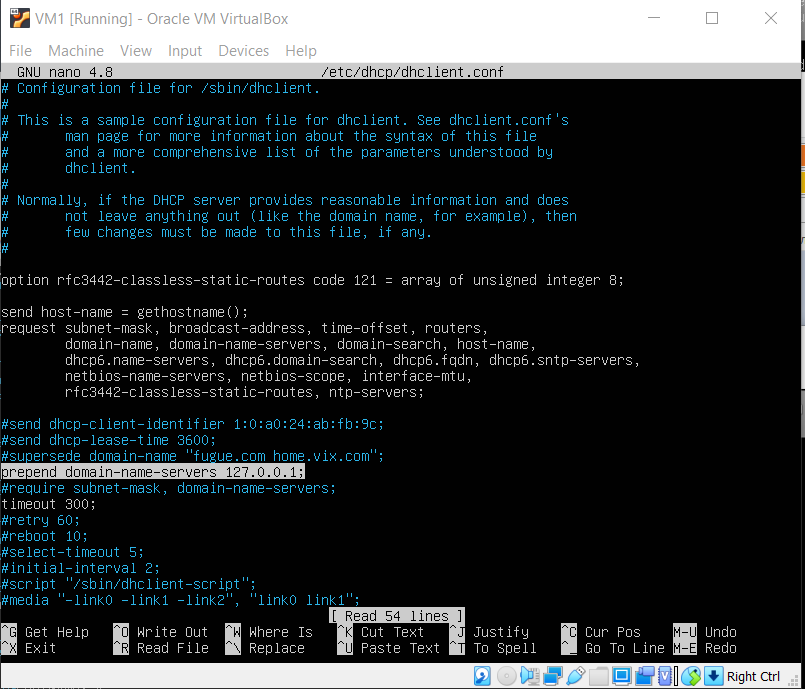 VM1 [Running] - Oracle VM VirtualBox
File Machine View Input Devices Help
GNU nano 4.8 /etc/dhcp/dhclient.conf
# Configuration file for /sbin/dhclient.
#
# This is a sample configuration file for dhclient. See dhclient.conf's
# man page for more information about the syntax of this file
# and a more comprehensive list of the parameters understood by
# dhclient.
#
# Normally, if the DHCP server provides reasonable information and does
# not leave anything out (like the domain name, for example), then
# few changes must be made to this file, if any.
#
option rfc3442-classless-static-routes code 121 = array of unsigned integer 8;
send host-name = gethostname();
request subnet-mask, broadcast-address, time-offset, routers,
domain-name, domain-name-servers, domain-search, host-name,
dhcp6.name-servers, dhcp6.domain-search, dhcp6.fqdn, dhcp6.sntp-servers,
netbios-name-servers, netbios-scope, interface-mtu,
rfc3442-classless-static-routes, ntp-servers;
#send dhcp-client-identifier 1:0:a0:24:ab:fb:9c;
#send dhcp-lease-time 3600;
#supersede domain-name "fugue.com home.vix.com";
prepend domain-name-servers 127.0.0.1;
#require subnet-mask, domain-name-servers;
timeout 300;
#retry 60;
#reboot 10;
#select-timeout 5;
#initial-interval 2;
#script "/sbin/dhclient-script";
#media "-link0 -link1 -link2", "link0 link1";
[ Read 54 lines ]
^G Get Help ^O Write Out ^W Where Is ^K Cut Text ^J Justify ^C Cur Pos M-U Undo
^X Exit ^R Read File ^\ Replace ^U Paste Text ^T To Spell ^_ Go To Line M-E Redo
Right Ctrl